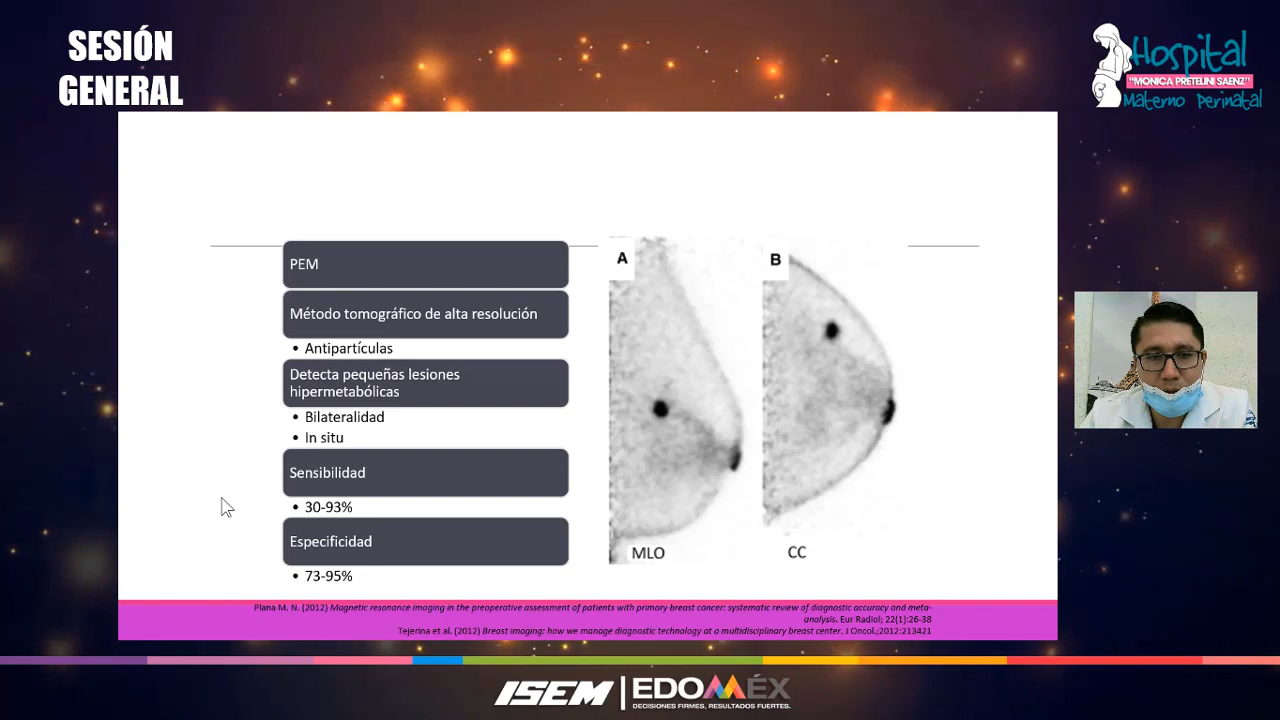 SESIÓN
GENERAL
Hospital
"MONICA PRETELINI SAENZ"
Materno Perinatal
PEM
Método tomográfico de alta resolución
• Antipartículas
Detecta pequeñas lesiones
hipermetabólicas
• Bilateralidad
• In situ
Sensibilidad
• 30-93%
Especificidad
• 73-95%
A
B
MLO
CC
Plana M. N. (2012) Magnetic resonance imaging in the preoperative assessment of patients with primary breast cancer: systematic review of diagnostic accuracy and meta-
analysis. Eur Radiol; 22(1):26-38
Tejerina et al. (2012) Breast imaging: how we manage diagnostic technology at a multidisciplinary breast center. J Oncol.;2012:213421
ISEM
EDOMÉX
DECISIONES FIRMES, RESULTADOS FUERTES.